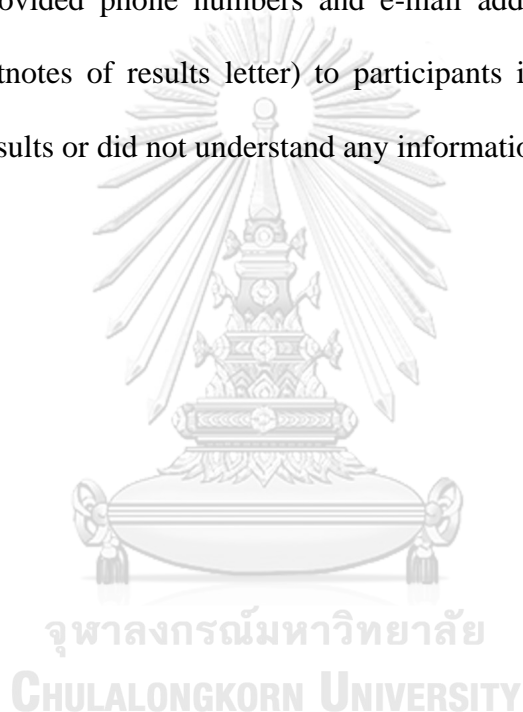 ovided phone numbers and e-mail add
tnotes of results letter) to participants i
sults or did not understand any informatio
จุฬาลงกรณ์มหาวิทยาลัย
CHULALONGKORN UNIVERSITY